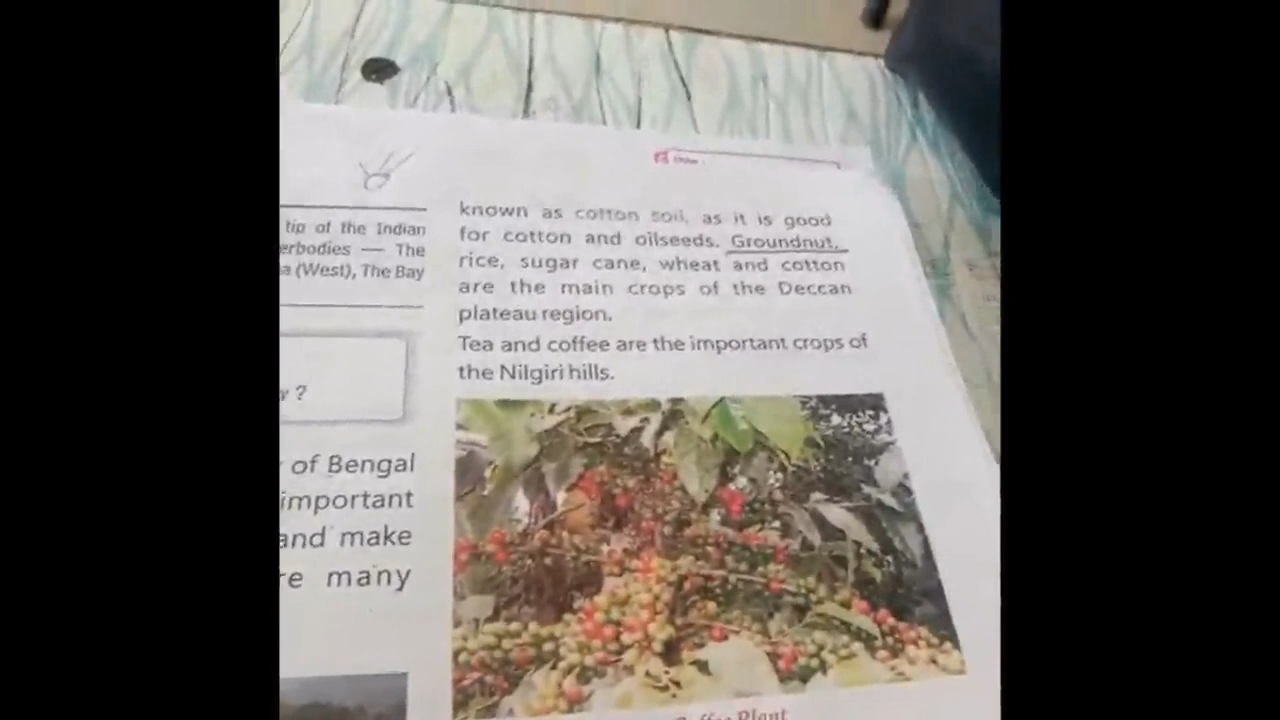 tip of the Indian
erbodies — The
a (West), The Bay
?
of Bengal
important
and make
re many
known as cotton soil, as it is good
for cotton and oilseeds. Groundnut,
rice, sugar cane, wheat and cotton
are the main crops of the Deccan
plateau region.
Tea and coffee are the important crops of
the Nilgiri hills.
Coffee Plant